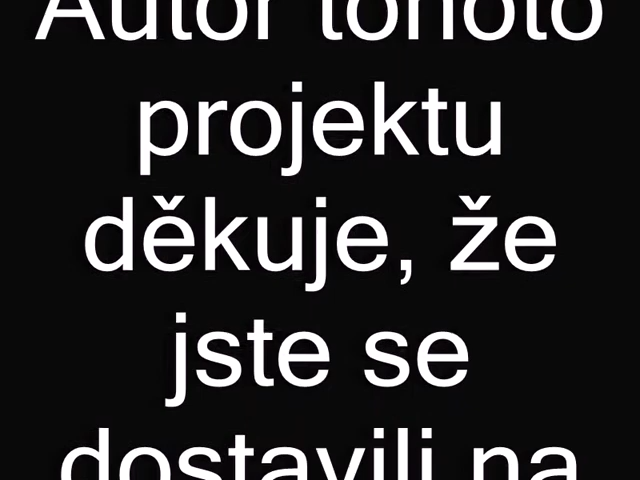 Autor tohoto
projektu
děkuje, že
jste se
dostavili na